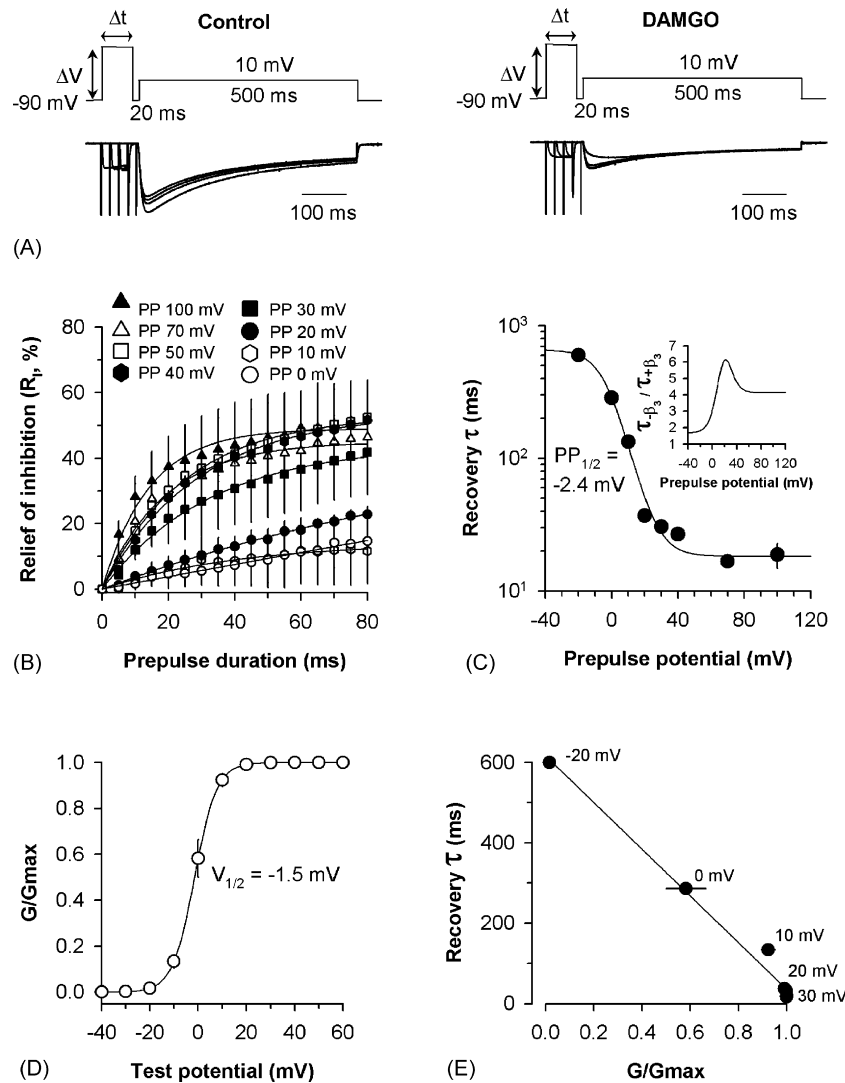 Control
Δt
ΔV
-90 mV
20 ms
10 mV
500 ms
100 ms
DAMGO
Δt
ΔV
-90 mV
20 ms
10 mV
500 ms
100 ms
(A)
PP 100 mV
PP 70 mV
PP 50 mV
PP 40 mV
PP 30 mV
PP 20 mV
PP 10 mV
PP 0 mV
Relief of inhibition (RI, %)
80
60
40
20
0
0 10 20 30 40 50 60 70 80
Prepulse duration (ms)
(B)
Recovery τ (ms)
10³
10²
10¹
PP1/2 =
-2.4 mV
τ-β3 / τ+β3
7
6
5
4
3
2
1
-40 0 40 80 120
Prepulse potential (mV)
-40 0 40 80 120
Prepulse potential (mV)
(C)
G/Gmax
1.0
0.8
0.6
0.4
0.2
0.0
V1/2 = -1.5 mV
-40 -20 0 20 40 60
Test potential (mV)
(D)
Recovery τ (ms)
600
400
200
0
-20 mV
0 mV
10 mV
20 mV
30 mV
0.0 0.2 0.4 0.6 0.8 1.0
G/Gmax
(E)